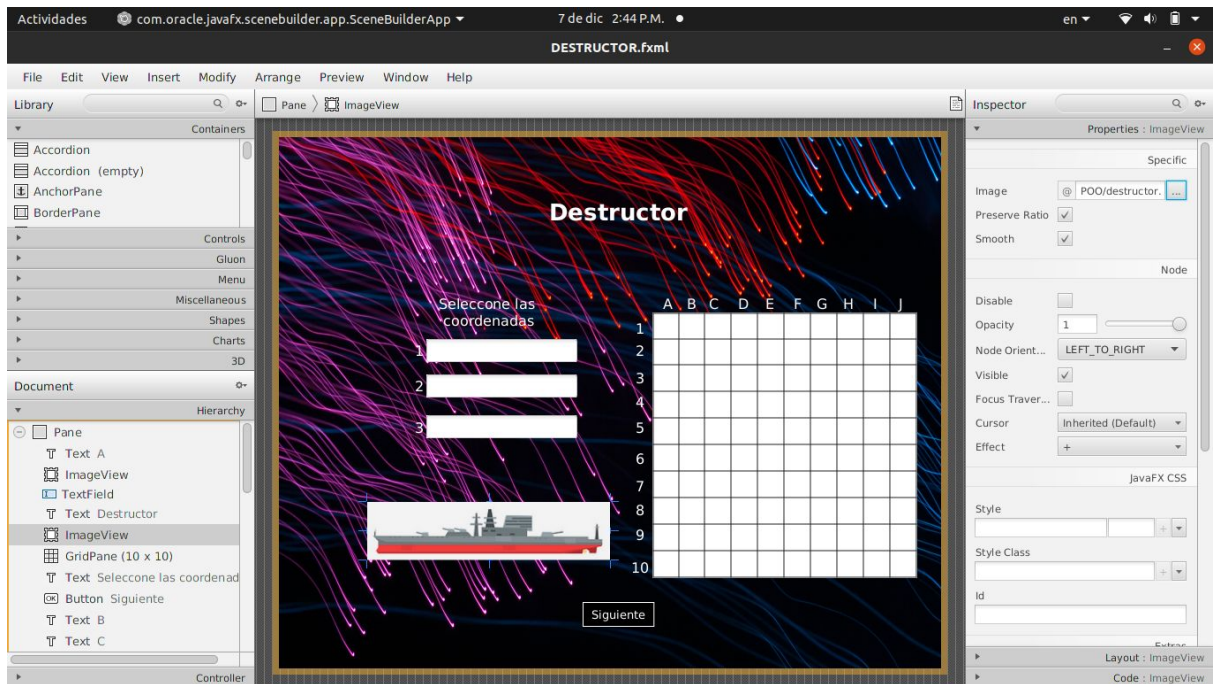 Actividades com.oracle.javafx.scenebuilder.app.SceneBuilderApp 7 de dic 2:44 P.M. en
DESTRUCTOR.fxml
File Edit View Insert Modify Arrange Preview Window Help
Library
Containers
Accordion
Accordion (empty)
AnchorPane
BorderPane
Controls
Gluon
Menu
Miscellaneous
Shapes
Charts
3D
Document
Hierarchy
Pane
Text A
ImageView
TextField
Text Destructor
ImageView
GridPane (10 x 10)
Text Seleccone las coordenad
Button Siguiente
Text B
Text C
Controller
Pane ImageView
Destructor
Seleccone las
coordenadas
1
2
3
A B C D E F G H I J
1
2
3
4
5
6
7
8
9
10
Siguiente
Inspector
Properties : ImageView
Specific
Image @ POO/destructor. ...
Preserve Ratio
Smooth
Node
Disable
Opacity 1
Node Orient... LEFT_TO_RIGHT
Visible
Focus Traver...
Cursor Inherited (Default)
Effect +
JavaFX CSS
Style
+
Style Class
+
Id
Extras
Layout : ImageView
Code : ImageView